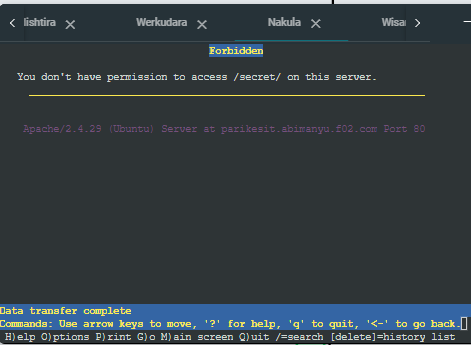 < lishtira × Werkudara × Nakula × Wisa >
Forbidden
You don't have permission to access /secret/ on this server.
Apache/2.4.29 (Ubuntu) Server at parikesit.abimanyu.f02.com Port 80
Data transfer complete
Commands: Use arrow keys to move, '?' for help, 'q' to quit, '<-' to go back.
H)elp O)ptions P)rint G)o M)ain screen Q)uit /=search [delete]=history list